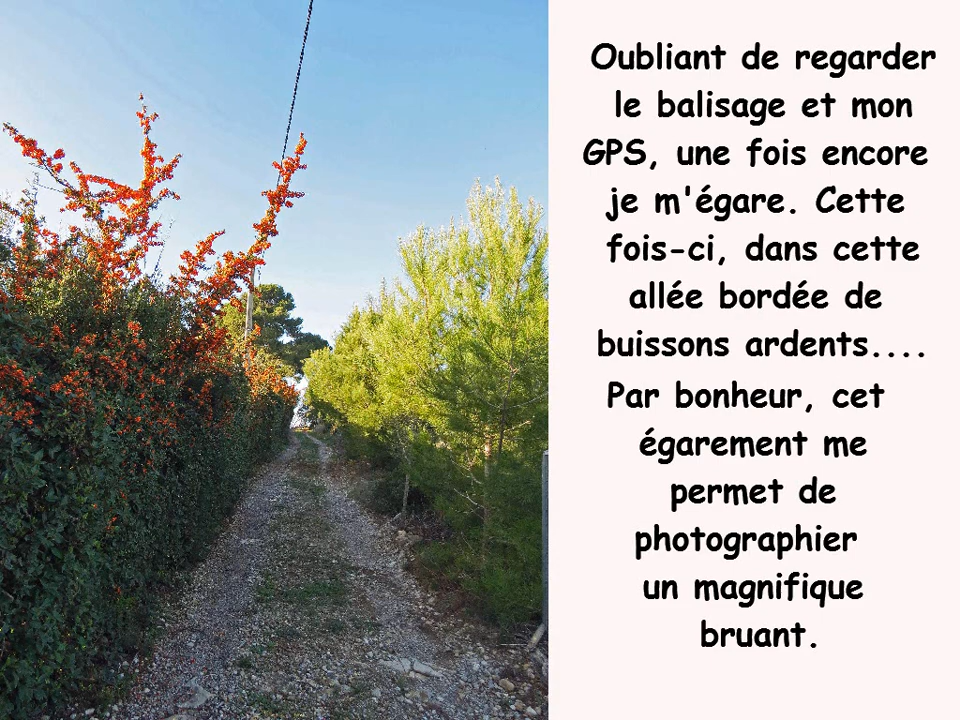 Oubliant de regarder
le balisage et mon
GPS, une fois encore
je m'égare. Cette
fois-ci, dans cette
allée bordée de
buissons ardents....
Par bonheur, cet
égarement me
permet de
photographier
un magnifique
bruant.